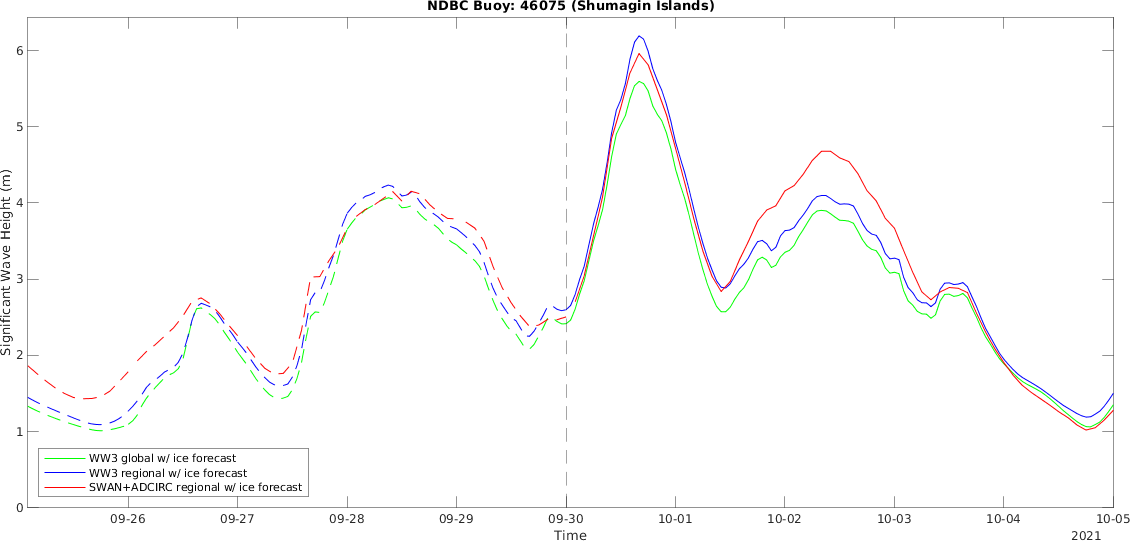 NDBC Buoy: 46075 (Shumagin Islands)
Significant Wave Height (m)
6
5
4
3
2
1
0
WW3 global w/ ice forecast
WW3 regional w/ ice forecast
SWAN+ADCIRC regional w/ ice forecast
09-26 09-27 09-28 09-29 09-30 10-01 10-02 10-03 10-04 10-05
Time
2021